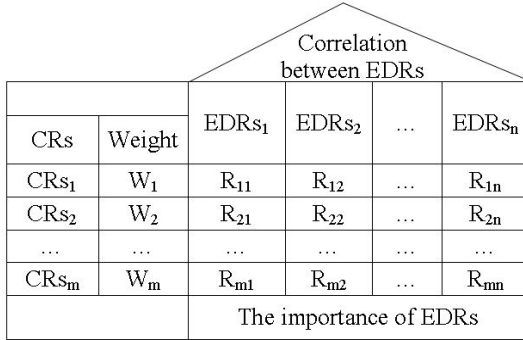 Correlation
between EDRs
EDRs₁ EDRs₂ ... EDRsₙ
CRs Weight
CRs₁ W₁ R₁₁ R₁₂ ... R₁ₙ
CRs₂ W₂ R₂₁ R₂₂ ... R₂ₙ
... ... ... ... ... ...
CRsₘ Wₘ Rₘ₁ Rₘ₂ ... Rₘₙ
The importance of EDRs